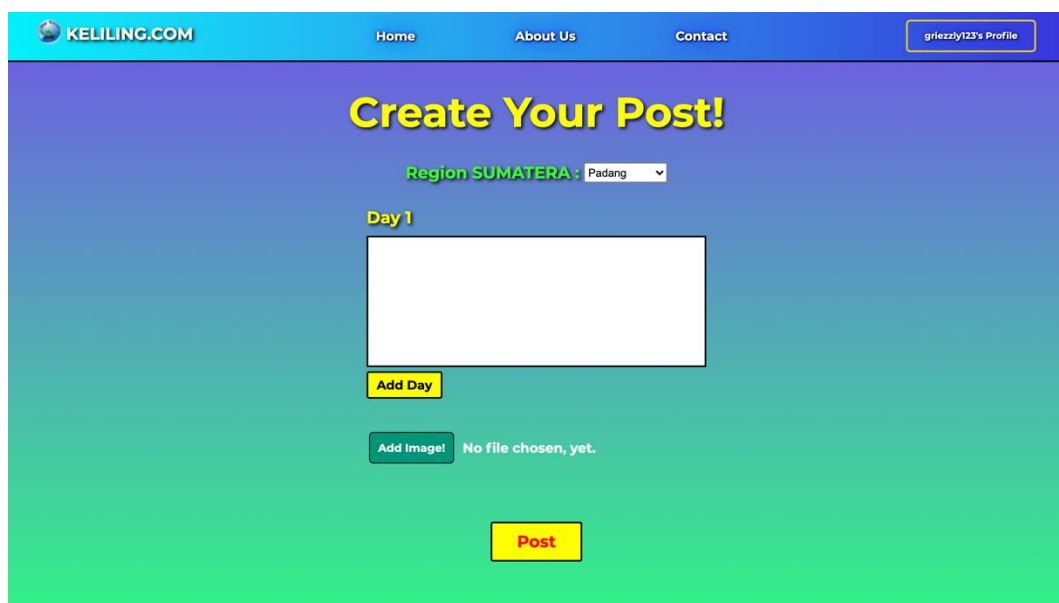 KELILING.COM Home About Us Contact griezzly123's Profile
Create Your Post!
Region SUMATERA : Padang
Day 1
Add Day
Add Image! No file chosen, yet.
Post